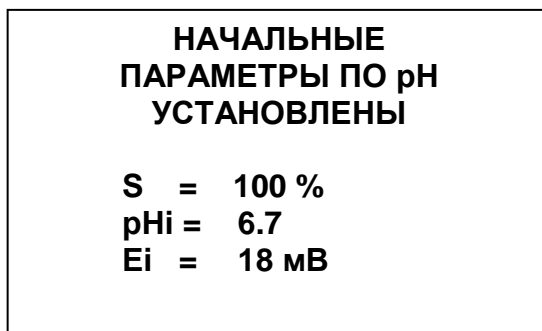 НАЧАЛЬНЫЕ
ПАРАМЕТРЫ ПО pH
УСТАНОВЛЕНЫ
S = 100 %
pHi = 6.7
Ei = 18 мВ